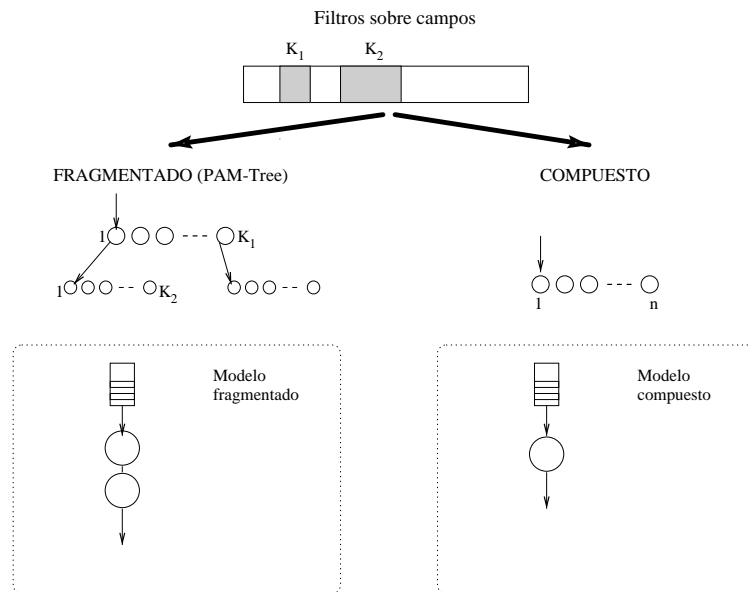 Filtros sobre campos
K1 K2
FRAGMENTADO (PAM-Tree) COMPUESTO
1 --- K1
1 -- K2 --
--- 
1 n
Modelo fragmentado
Modelo compuesto